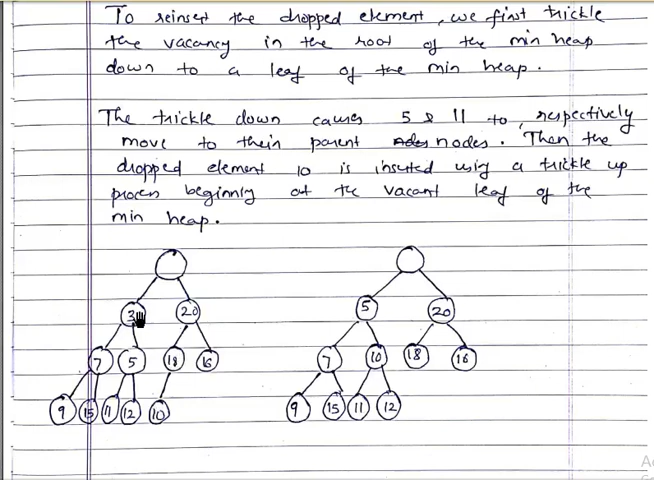 To reinsert the dropped element, we first trickle
the vacancy in the root of the min heap
down to a leaf of the min heap.
The trickle down causes 5 & 11 to, respectively
move to their parent nodes. Then the
dropped element 10 is inserted using a trickle up
process beginning at the vacant leaf of the
min heap.
3 20
7 5 18 16
9 15 11 12 10
5 20
7 10 18 16
9 15 11 12